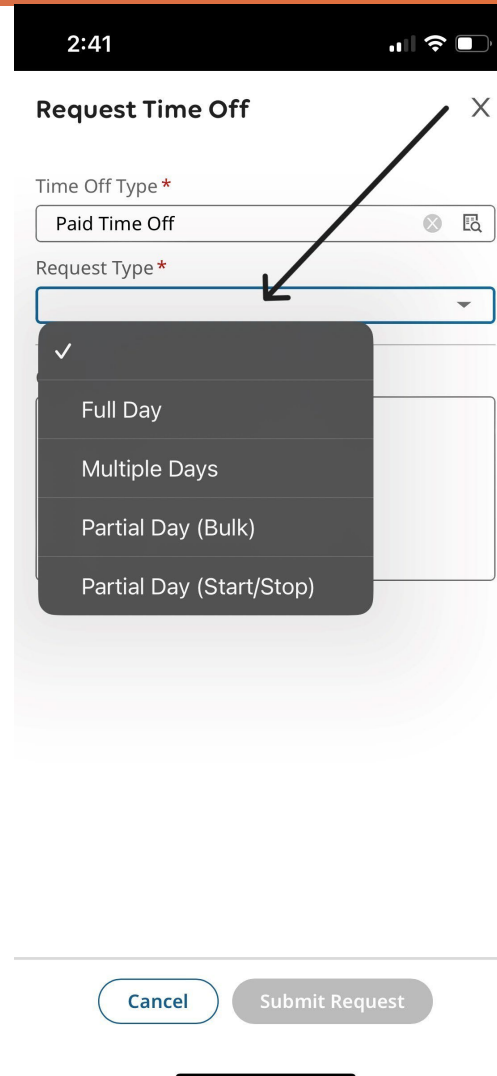 2:41
Request Time Off
Time Off Type *
Paid Time Off
Request Type *
Full Day
Multiple Days
Partial Day (Bulk)
Partial Day (Start/Stop)
Cancel
Submit Request